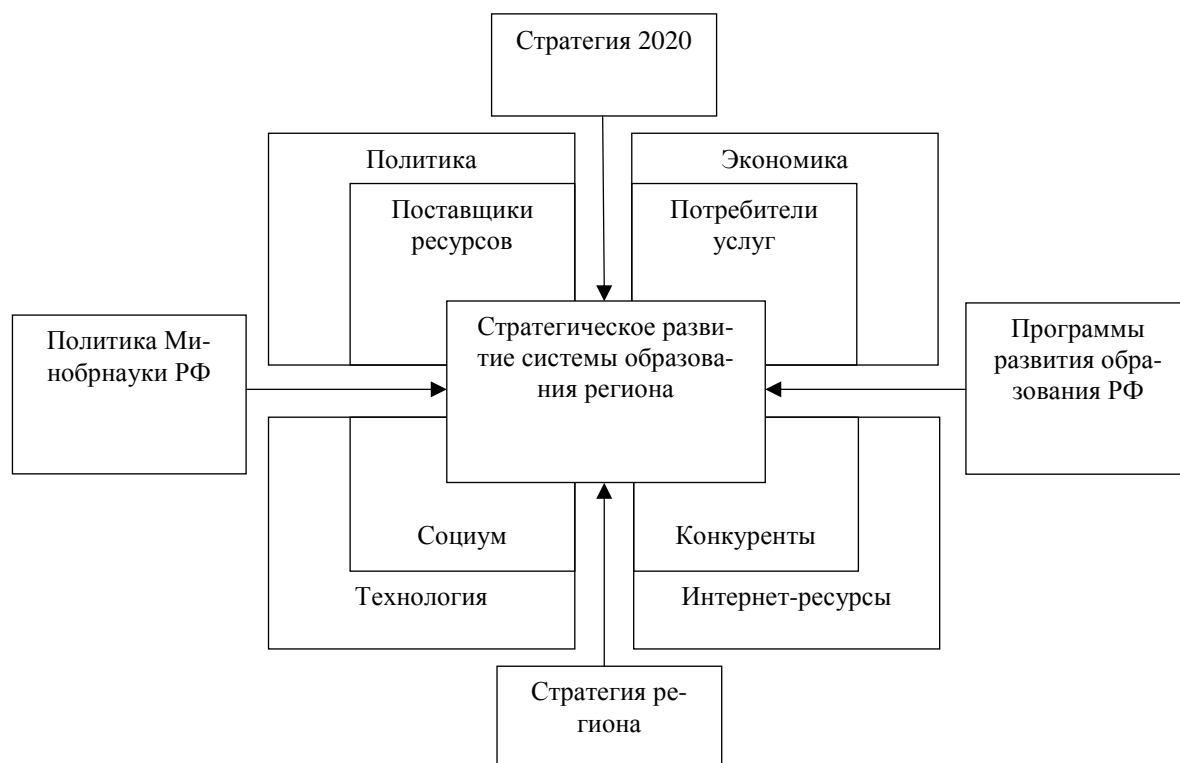 Стратегия 2020
Политика
Экономика
Поставщики
ресурсов
Потребители
услуг
Политика Ми-
нобрнауки РФ
Стратегическое разви-
тие системы образова-
ния региона
Программы
развития обра-
зования РФ
Социум
Конкуренты
Технология
Интернет-ресурсы
Стратегия ре-
гиона